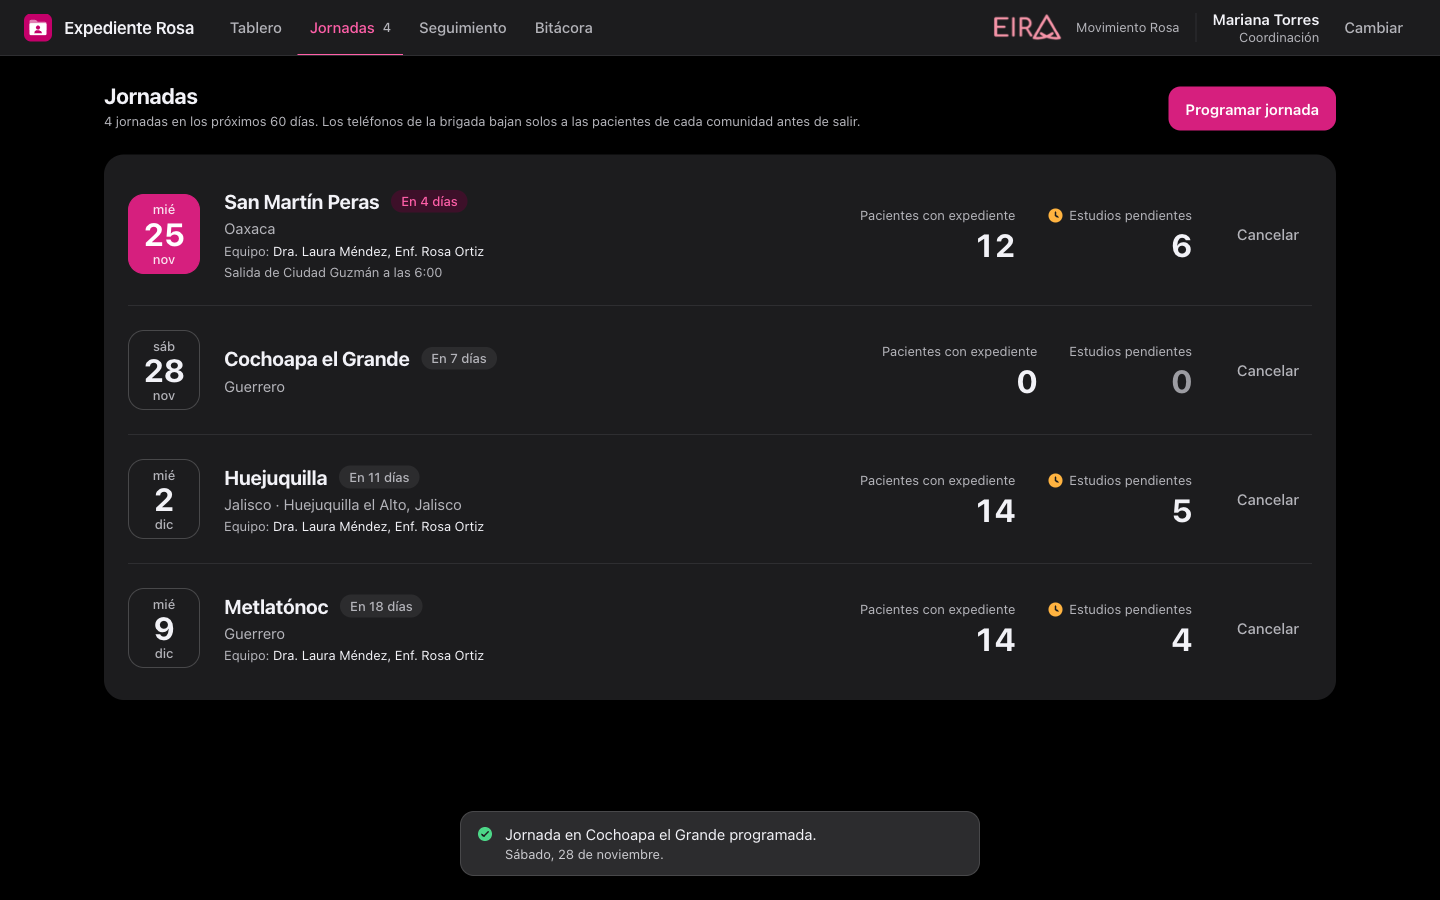 Expediente Rosa
Tablero
Jornadas 4
Seguimiento
Bitácora
EIRA
Movimiento Rosa
Mariana Torres
Coordinación
Cambiar
Jornadas
4 jornadas en los próximos 60 días. Los teléfonos de la brigada bajan solos a las pacientes de cada comunidad antes de salir.
Programar jornada
mié
25
nov
San Martín Peras
En 4 días
Oaxaca
Equipo: Dra. Laura Méndez, Enf. Rosa Ortiz
Salida de Ciudad Guzmán a las 6:00
Pacientes con expediente
12
Estudios pendientes
6
Cancelar
sáb
28
nov
Cochoapa el Grande
En 7 días
Guerrero
Pacientes con expediente
0
Estudios pendientes
0
Cancelar
mié
2
dic
Huejuquilla
En 11 días
Jalisco · Huejuquilla el Alto, Jalisco
Equipo: Dra. Laura Méndez, Enf. Rosa Ortiz
Pacientes con expediente
14
Estudios pendientes
5
Cancelar
mié
9
dic
Metlatónoc
En 18 días
Guerrero
Equipo: Dra. Laura Méndez, Enf. Rosa Ortiz
Pacientes con expediente
14
Estudios pendientes
4
Cancelar
Jornada en Cochoapa el Grande programada.
Sábado, 28 de noviembre.